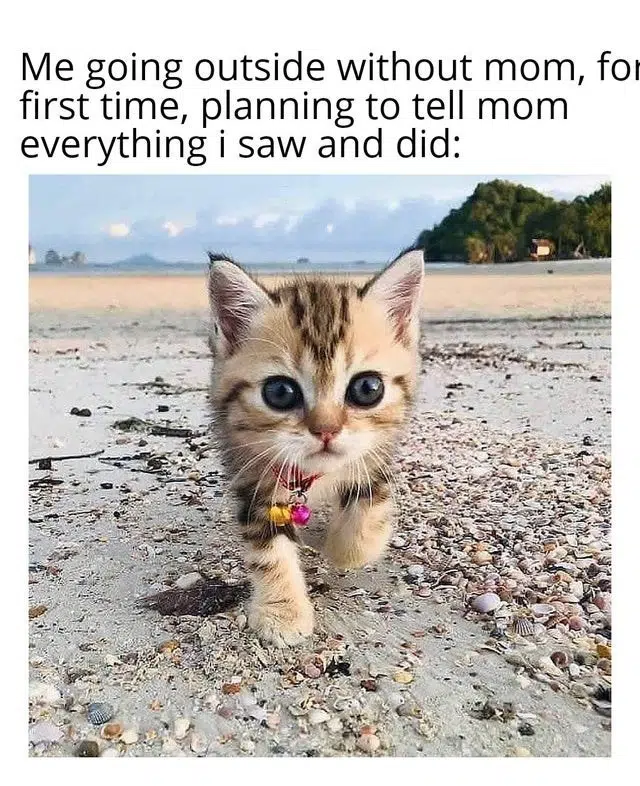 Me going outside without mom, for
first time, planning to tell mom
everything i saw and did: